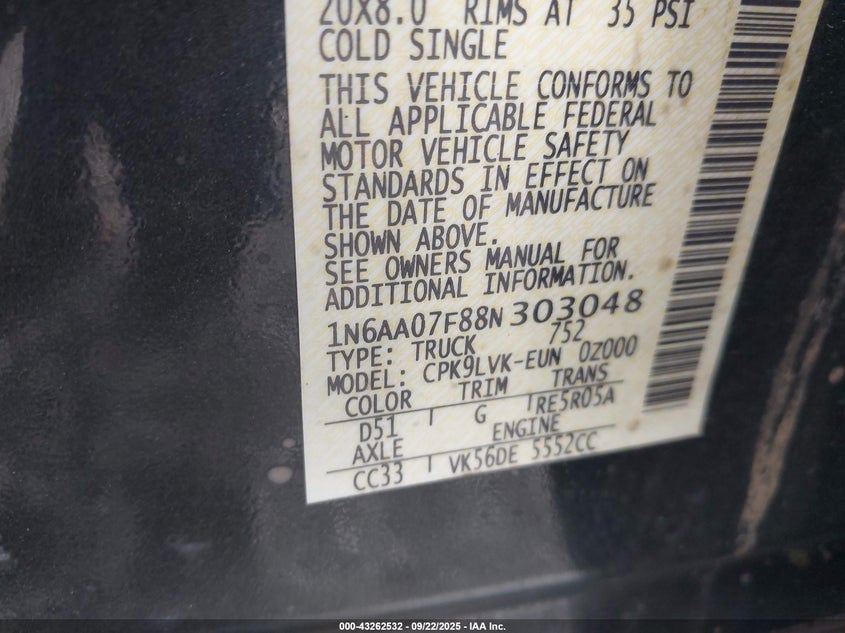 20X8.0 RIMS AT 35 PSI
COLD SINGLE
THIS VEHICLE CONFORMS TO
ALL APPLICABLE FEDERAL
MOTOR VEHICLE SAFETY
STANDARDS IN EFFECT ON
THE DATE OF MANUFACTURE
SHOWN ABOVE.
SEE OWNERS MANUAL FOR
ADDITIONAL INFORMATION.
1N6AA07F88N303048
TYPE: TRUCK 752
MODEL: CPK9LVK-EUN 0Z000
COLOR TRIM TRANS
D51 G RE5R05A
AXLE ENGINE
CC33 VK56DE 5552CC
000-43262532 - 09/22/2025 - IAA Inc.